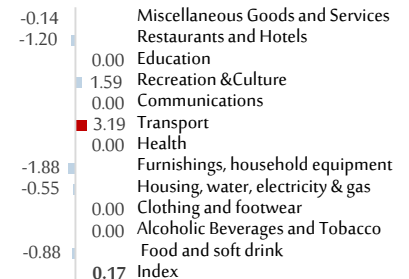 -0.14 Miscellaneous Goods and Services
-1.20 Restaurants and Hotels
0.00 Education
1.59 Recreation &Culture
0.00 Communications
3.19 Transport
0.00 Health
-1.88 Furnishings, household equipment
-0.55 Housing, water, electricity & gas
0.00 Clothing and footwear
0.00 Alcoholic Beverages and Tobacco
-0.88 Food and soft drink
0.17 Index